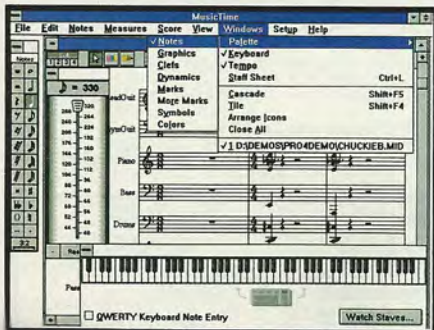 MusicTime
File Edit Notes Measures Score View Windows Setup Help
Notes
Graphics
Clefs
Dynamics
Marks
More Marks
Symbols
Colors
Palette
Keyboard
Tempo
Staff Sheet Ctrl+L
Cascade Shift+F5
Tile Shift+F4
Arrange Icons
Close All
1 D:\DEMOS\PRO4DEMO\CHUCKIEB.MID
Notes
= 330
Piano
Bass
Drums
QWERTY Keyboard Note Entry
Watch Staves...